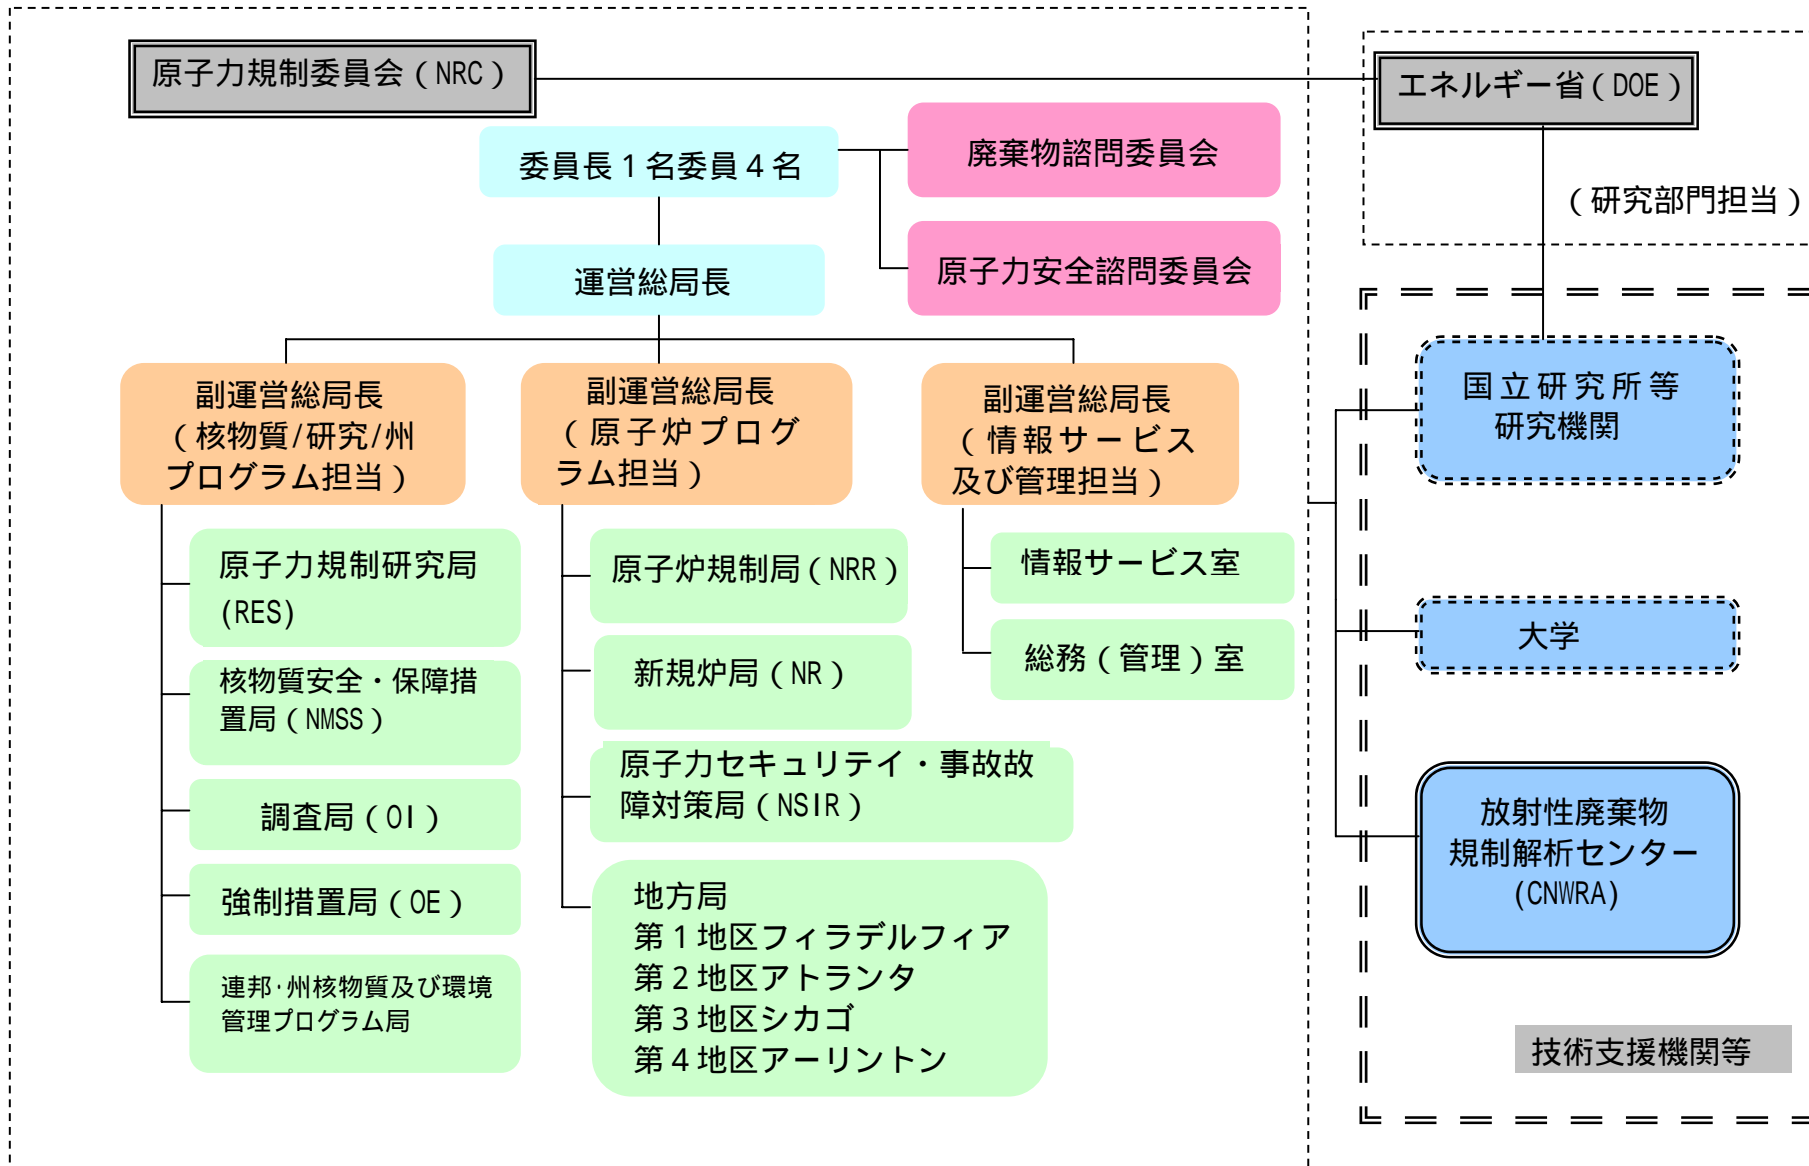 原子力規制委員会（NRC）
エネルギー省（DOE）
（研究部門担当）
委員長1名委員4名
廃棄物諮問委員会
原子力安全諮問委員会
運営総局長
副運営総局長
（核物質/研究/州
プログラム担当）
原子力規制研究局
(RES)
核物質安全・保障措
置局（NMSS）
調査局（OI）
強制措置局（OE）
連邦･州核物質及び環境
管理プログラム局
副運営総局長
（原子炉プログ
ラム担当）
原子炉規制局（NRR）
新規炉局（NR）
原子力セキュリテイ・事故故
障対策局（NSIR）
地方局
第1地区フィラデルフィア
第2地区アトランタ
第3地区シカゴ
第4地区アーリントン
副運営総局長
（情報サービス
及び管理担当）
情報サービス室
総務（管理）室
国立研究所等
研究機関
大学
放射性廃棄物
規制解析センター
(CNWRA)
技術支援機関等